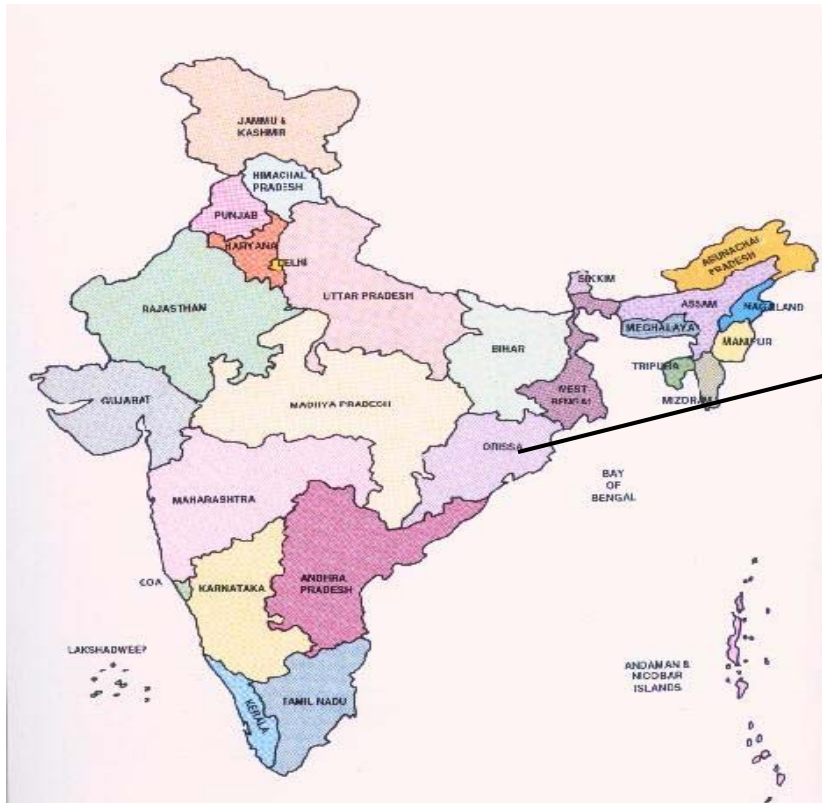 JAMMU &
KASHMIR
HIMACHAL
PRADESH
PUNJAB
HARYANA
DELHI
ARUNACHAL
PRADESH
SIKKIM
RAJASTHAN
UTTAR PRADESH
ASSAM
NAGALAND
BIHAR
MEGHALAYA
MANIPUR
TRIPURA
GUJARAT
MADHYA PRADESH
WEST
BENGAL
MIZORAM
ORISSA
BAY
OF
BENGAL
MAHARASHTRA
GOA
KARNATAKA
ANDHRA
PRADESH
LAKSHADWEEP
ANDAMAN &
NICOBAR
ISLANDS
KERALA
TAMIL NADU